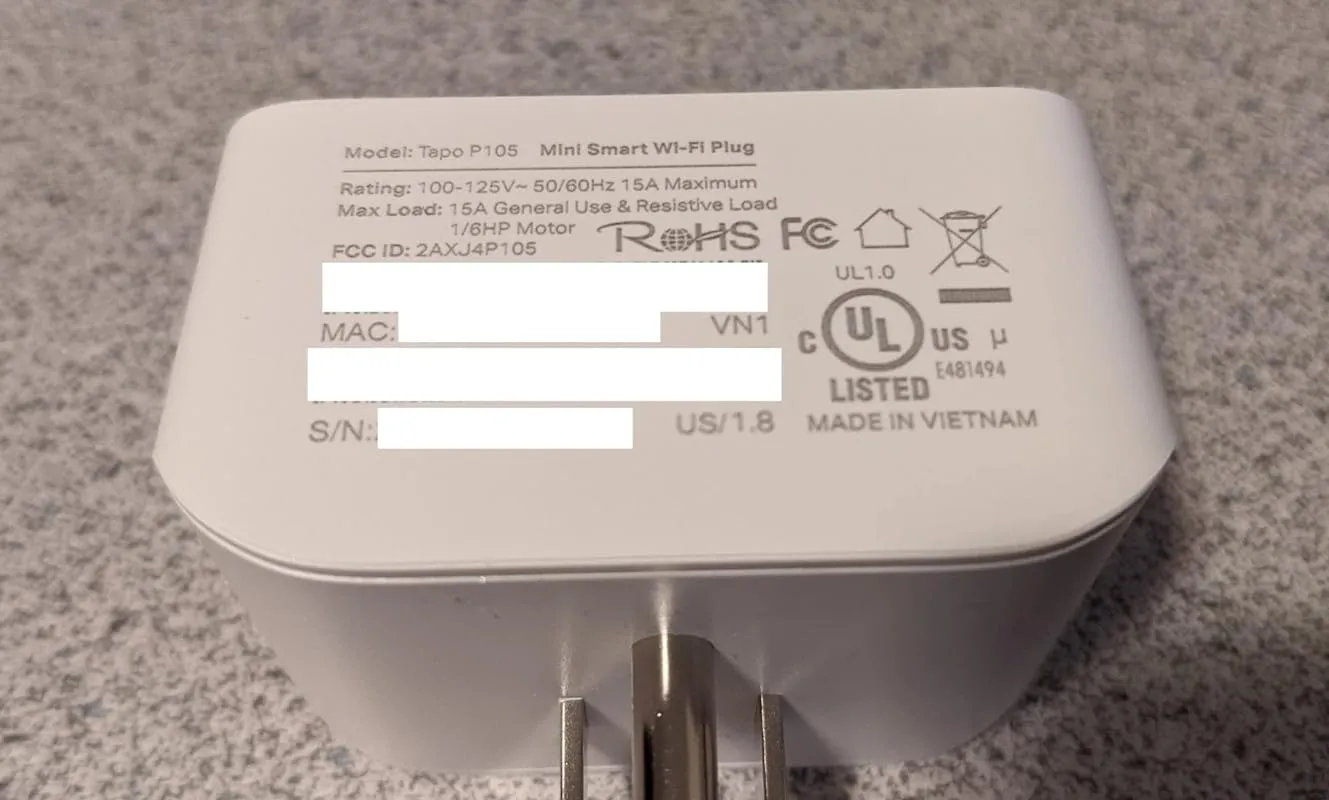 Model: Tapo P105 Mini Smart Wi-Fi Plug
Rating: 100-125V~ 50/60Hz 15A Maximum
Max Load: 15A General Use & Resistive Load
1/6HP Motor
FCC ID: 2AXJ4P105
RoHS FC
UL1.0
MAC:
VN1
C UL US µ
E481494
LISTED
S/N:
US/1.8
MADE IN VIETNAM